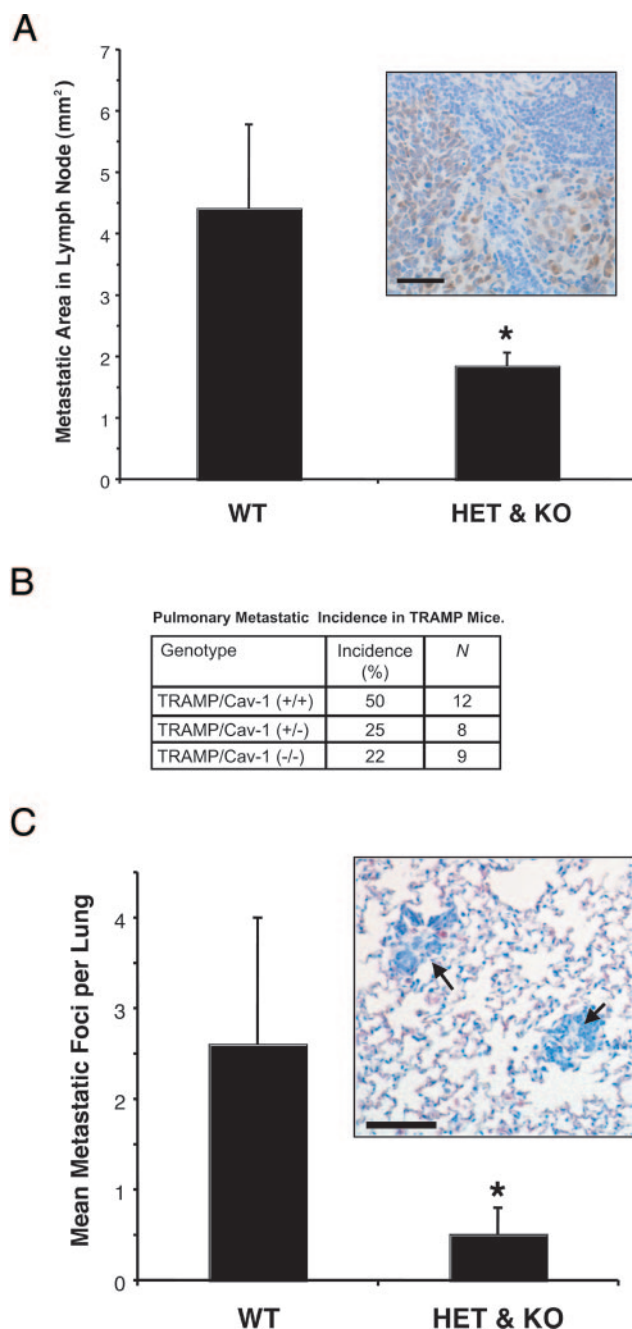 A
Metastatic Area in Lymph Node (mm²)
7
6
5
4
3
2
1
0
*
WT HET & KO
B
Pulmonary Metastatic Incidence in TRAMP Mice.
Genotype Incidence (%) N
TRAMP/Cav-1 (+/+) 50 12
TRAMP/Cav-1 (+/-) 25 8
TRAMP/Cav-1 (-/-) 22 9
C
Mean Metastatic Foci per Lung
4
3
2
1
0
*
WT HET & KO